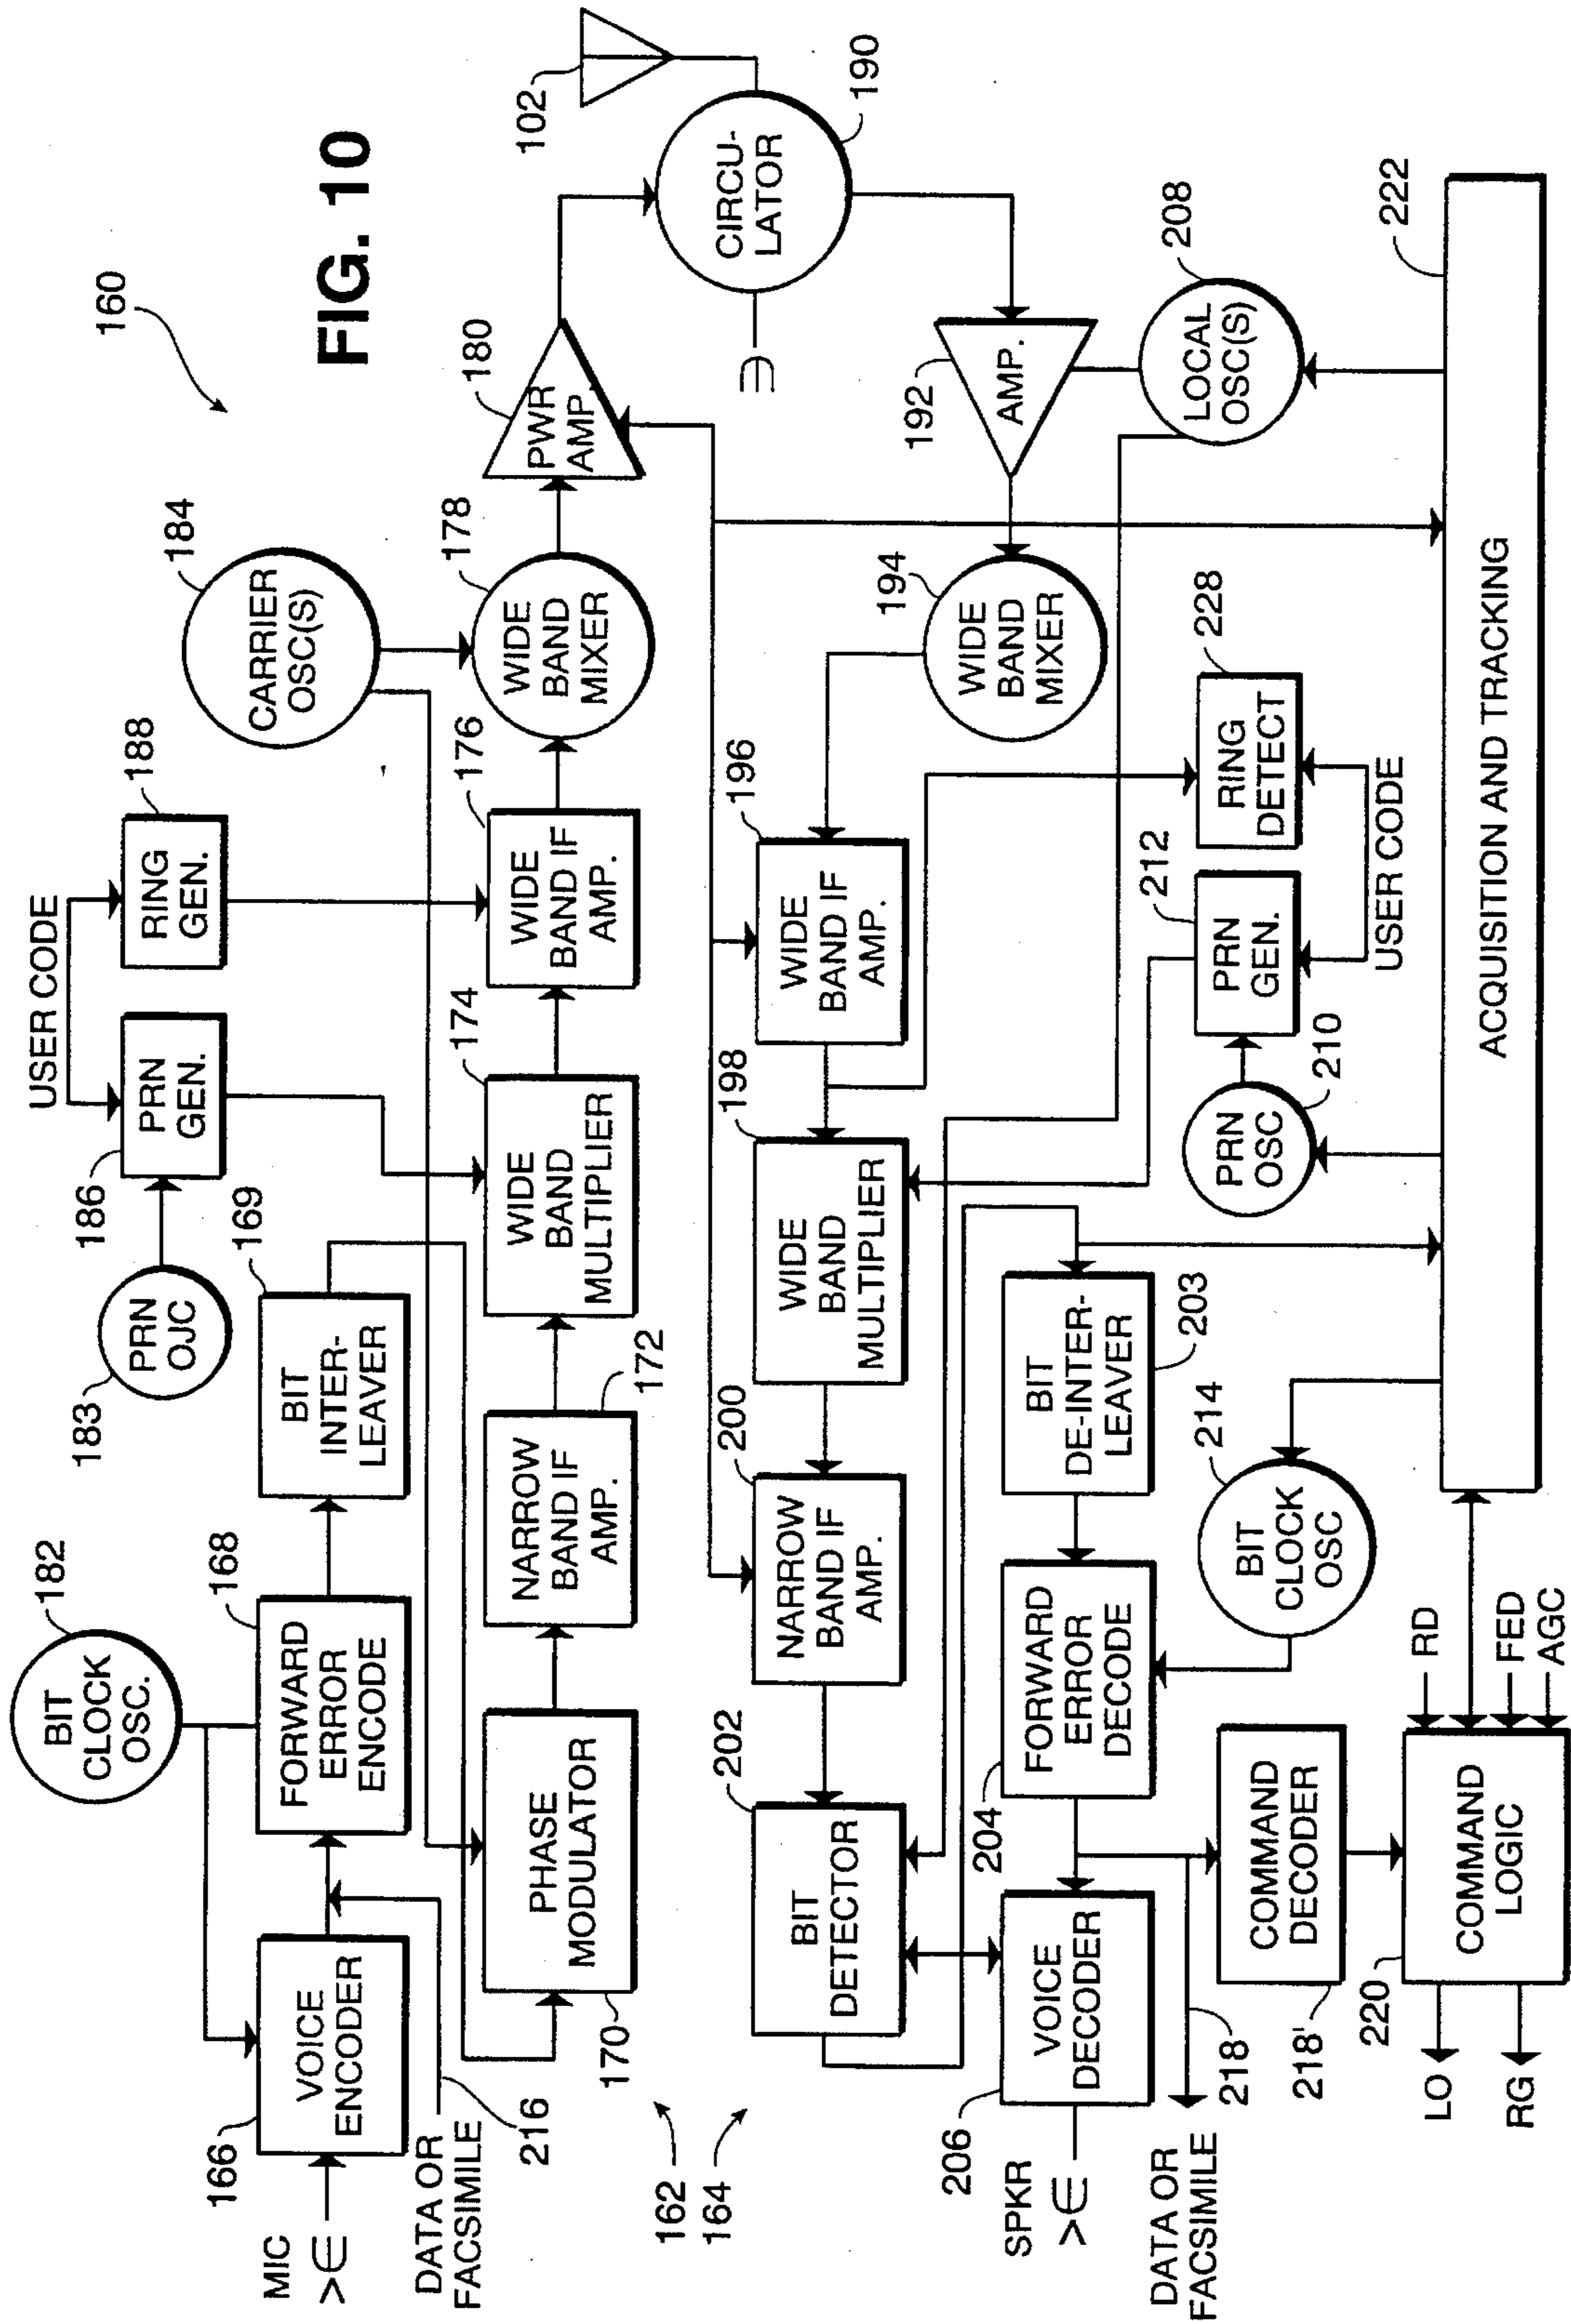 FIG. 10
160
182
BIT
CLOCK
OSC.
183
PRN
OJC
186
PRN
GEN.
USER CODE
188
RING
GEN.
184
CARRIER
OSC(S)
MIC
166
VOICE
ENCODER
168
FORWARD
ERROR
ENCODE
169
BIT
INTER-
LEAVER
DATA OR
FACSIMILE
216
170
PHASE
MODULATOR
NARROW
BAND IF
AMP.
172
174
WIDE
BAND
MULTIPLIER
176
WIDE
BAND IF
AMP.
178
WIDE
BAND
MIXER
180
PWR
AMP.
102
CIRCU-
LATOR
190
162
164
202
BIT
DETECTOR
200
NARROW
BAND IF
AMP.
198
WIDE
BAND
MULTIPLIER
196
WIDE
BAND IF
AMP.
194
WIDE
BAND
MIXER
192
AMP.
208
LOCAL
OSC(S)
SPKR
206
VOICE
DECODER
204
FORWARD
ERROR
DECODE
BIT
DE-INTER-
LEAVER
203
214
BIT
CLOCK
OSC
PRN
OSC
210
212
PRN
GEN.
228
RING
DETECT
USER CODE
DATA OR
FACSIMILE
218
218'
COMMAND
DECODER
220
COMMAND
LOGIC
LO
RG
RD
FED
AGC
222
ACQUISITION AND TRACKING